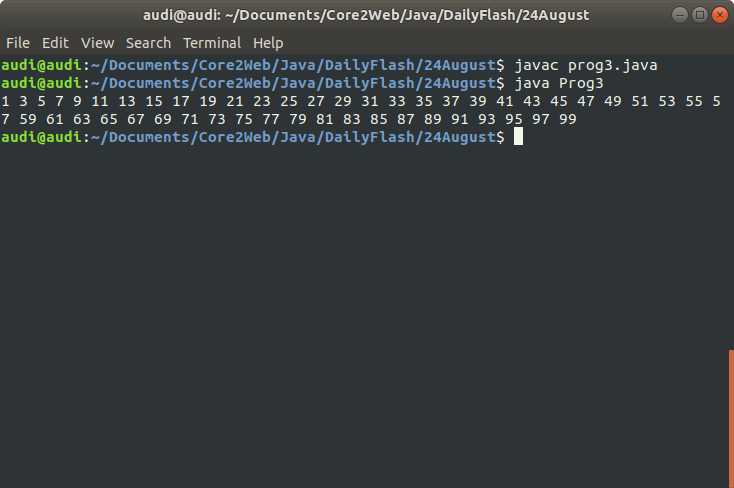 audi@audi: ~/Documents/Core2Web/Java/DailyFlash/24August
File Edit View Search Terminal Help
audi@audi:~/Documents/Core2Web/Java/DailyFlash/24August$ javac prog3.java
audi@audi:~/Documents/Core2Web/Java/DailyFlash/24August$ java Prog3
1 3 5 7 9 11 13 15 17 19 21 23 25 27 29 31 33 35 37 39 41 43 45 47 49 51 53 55 5
7 59 61 63 65 67 69 71 73 75 77 79 81 83 85 87 89 91 93 95 97 99
audi@audi:~/Documents/Core2Web/Java/DailyFlash/24August$